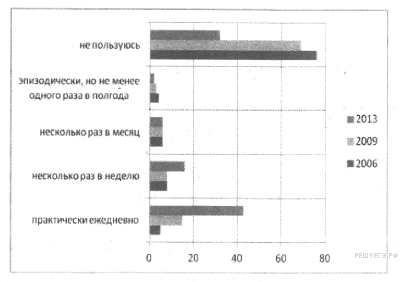 не пользуюсь
эпизодически, но не менее
одного раза в полгода
несколько раз в месяц
несколько раз в неделю
практически ежедневно
2013
2009
2006
0 20 40 60 80
РЕШУЕГЭ.РФ